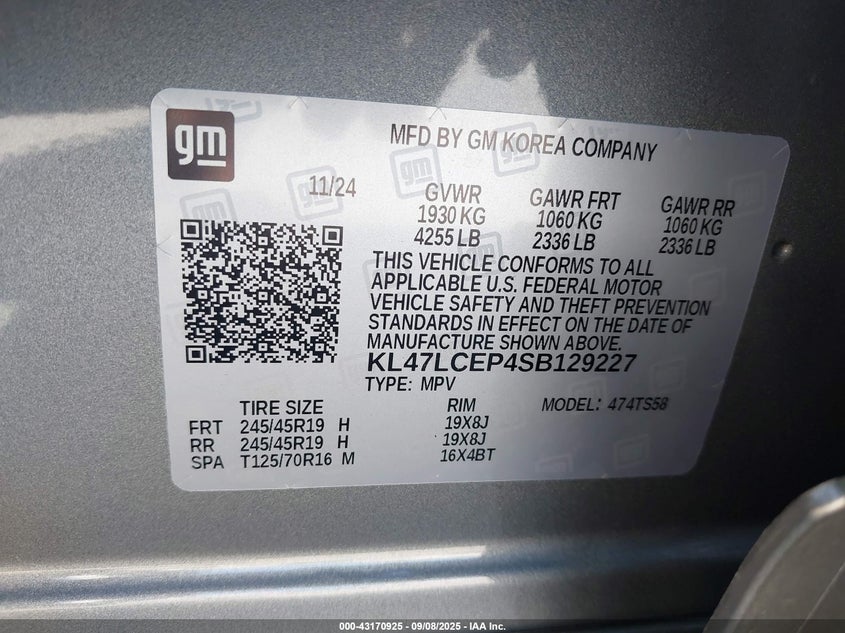 gm
MFD BY GM KOREA COMPANY
11/24
GVWR GAWR FRT GAWR RR
1930 KG 1060 KG 1060 KG
4255 LB 2336 LB 2336 LB
THIS VEHICLE CONFORMS TO ALL
APPLICABLE U.S. FEDERAL MOTOR
VEHICLE SAFETY AND THEFT PREVENTION
STANDARDS IN EFFECT ON THE DATE OF
MANUFACTURE SHOWN ABOVE.
KL47LCEP4SB129227
TYPE: MPV MODEL: 474TS58
TIRE SIZE RIM
FRT 245/45R19 H 19X8J
RR 245/45R19 H 19X8J
SPA T125/70R16 M 16X4BT
000-43170925 - 09/08/2025 - IAA Inc.